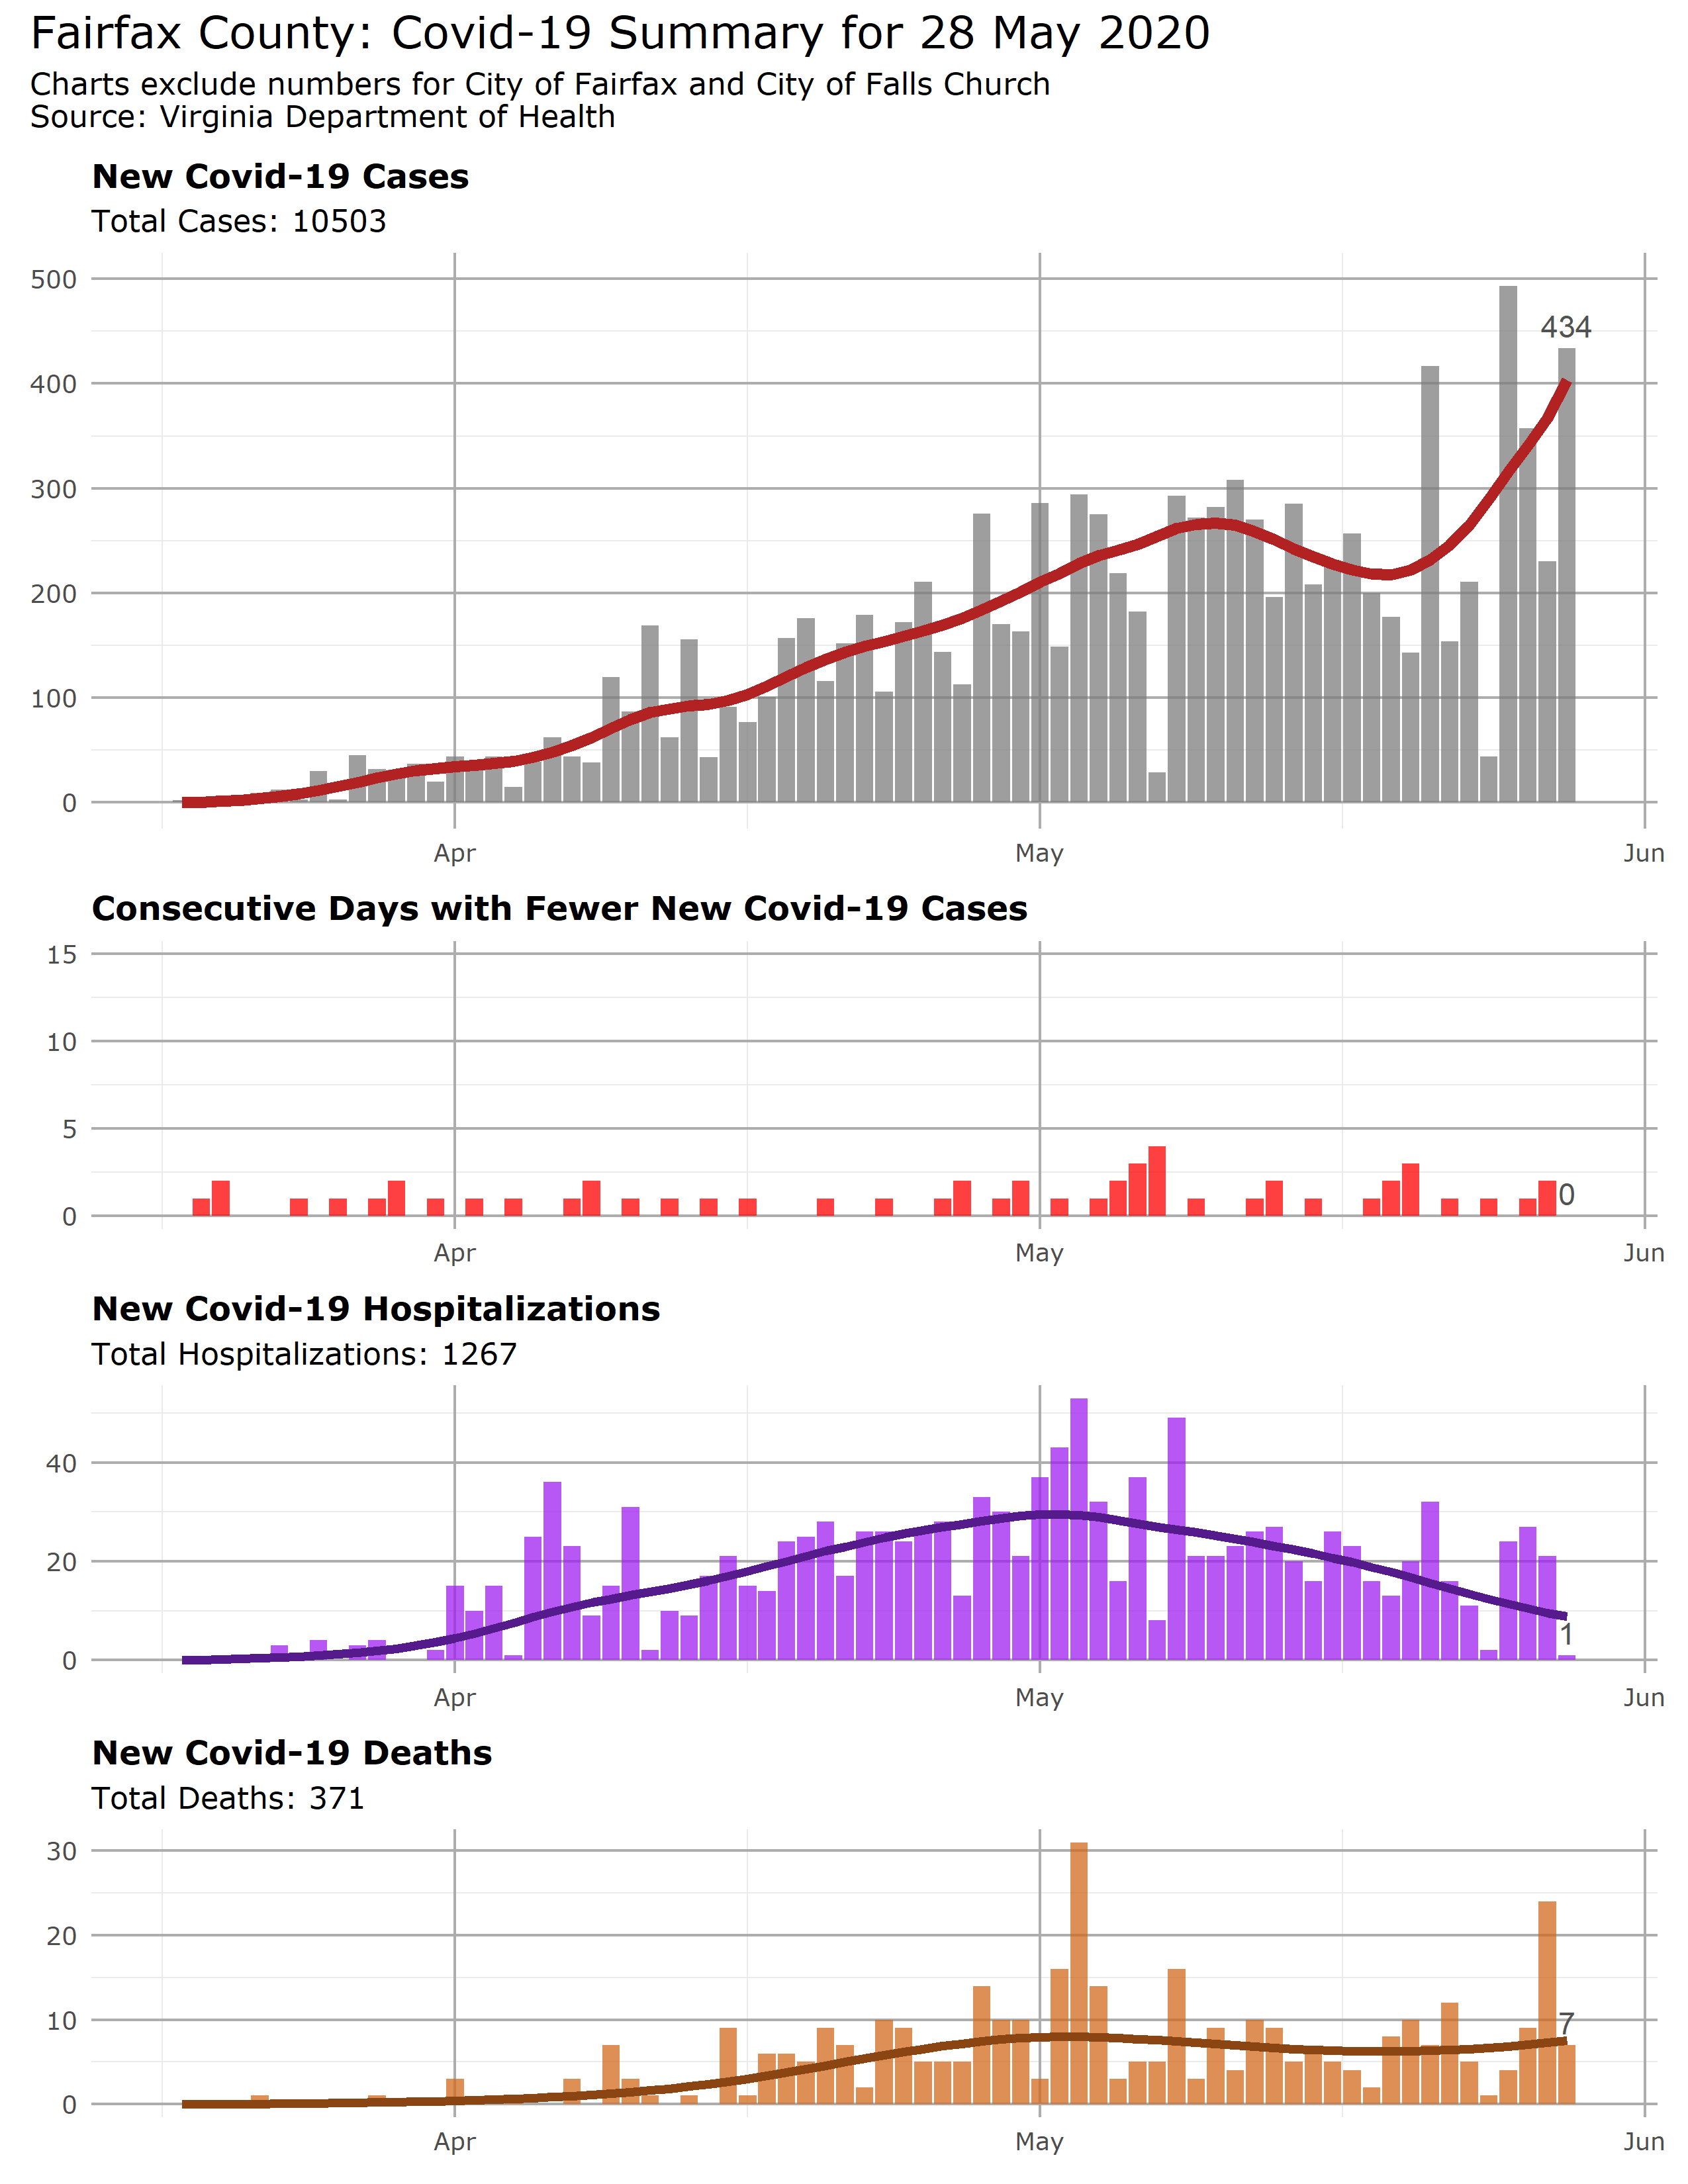 Fairfax County: Covid-19 Summary for 28 May 2020
Charts exclude numbers for City of Fairfax and City of Falls Church
Source: Virginia Department of Health
New Covid-19 Cases
Total Cases: 10503
500
434
400
300
200
100
0
Apr May Jun
Consecutive Days with Fewer New Covid-19 Cases
15
10
5
0
0
Apr May Jun
New Covid-19 Hospitalizations
Total Hospitalizations: 1267
40
20
1
0
Apr May Jun
New Covid-19 Deaths
Total Deaths: 371
30
20
10
7
0
Apr May Jun